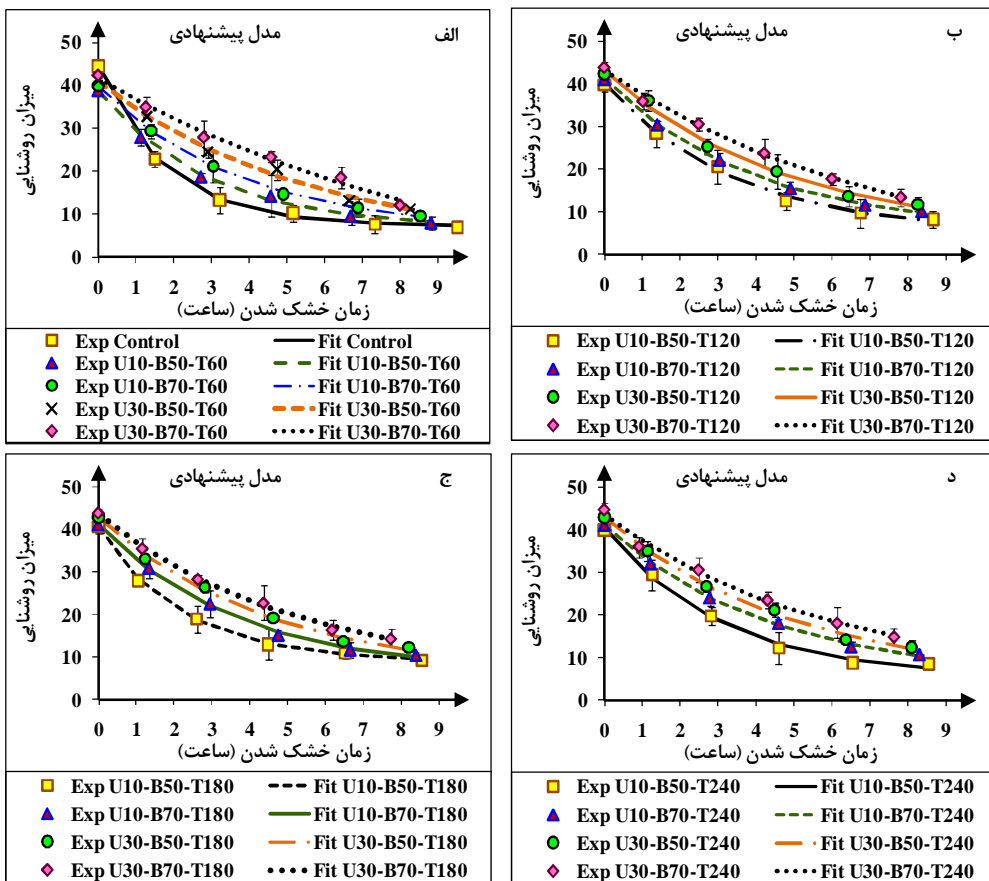 مدل پیشنهادی
الف
میزان روشنایی
50
40
30
20
10
0
0 1 2 3 4 5 6 7 8 9
زمان خشک شدن (ساعت)
Exp Control Fit Control
Exp U10-B50-T60 Fit U10-B50-T60
Exp U10-B70-T60 Fit U10-B70-T60
Exp U30-B50-T60 Fit U30-B50-T60
Exp U30-B70-T60 Fit U30-B70-T60
مدل پیشنهادی
ب
میزان روشنایی
50
40
30
20
10
0
0 1 2 3 4 5 6 7 8 9
زمان خشک شدن (ساعت)
Exp U10-B50-T120 Fit U10-B50-T120
Exp U10-B70-T120 Fit U10-B70-T120
Exp U30-B50-T120 Fit U30-B50-T120
Exp U30-B70-T120 Fit U30-B70-T120
مدل پیشنهادی
ج
میزان روشنایی
50
40
30
20
10
0
0 1 2 3 4 5 6 7 8 9
زمان خشک شدن (ساعت)
Exp U10-B50-T180 Fit U10-B50-T180
Exp U10-B70-T180 Fit U10-B70-T180
Exp U30-B50-T180 Fit U30-B50-T180
Exp U30-B70-T180 Fit U30-B70-T180
مدل پیشنهادی
د
میزان روشنایی
50
40
30
20
10
0
0 1 2 3 4 5 6 7 8 9
زمان خشک شدن (ساعت)
Exp U10-B50-T240 Fit U10-B50-T240
Exp U10-B70-T240 Fit U10-B70-T240
Exp U30-B50-T240 Fit U30-B50-T240
Exp U30-B70-T240 Fit U30-B70-T240